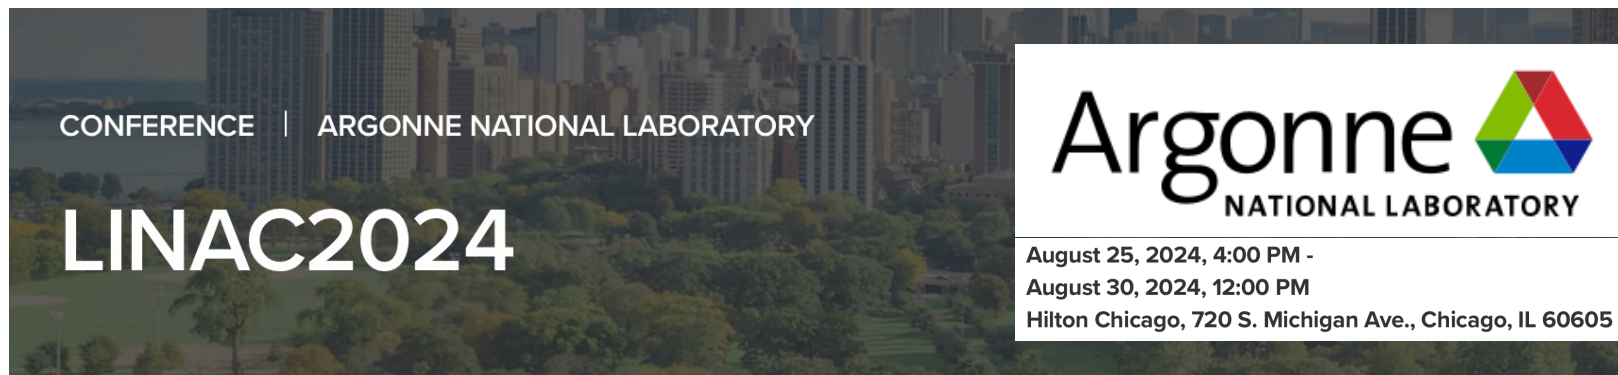 CONFERENCE | ARGONNE NATIONAL LABORATORY
LINAC2024
Argonne
NATIONAL LABORATORY
August 25, 2024, 4:00 PM -
August 30, 2024, 12:00 PM
Hilton Chicago, 720 S. Michigan Ave., Chicago, IL 60605